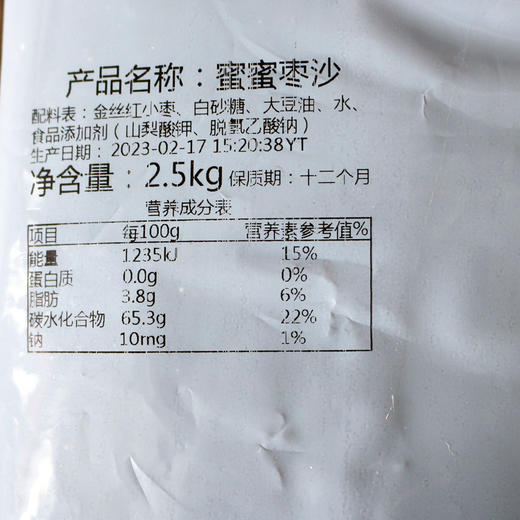 产品名称：蜜蜜枣沙
配料表：金丝红小枣、白砂糖、大豆油、水、
食品添加剂（山梨酸钾、脱氢乙酸钠）
生产日期：2023-02-17 15:20:38YT
净含量：2.5kg 保质期：十二个月
营养成分表
项目 每100g 营养素参考值%
能量 1235kJ 15%
蛋白质 0.0g 0%
脂肪 3.8g 6%
碳水化合物 65.3g 22%
钠 10mg 1%